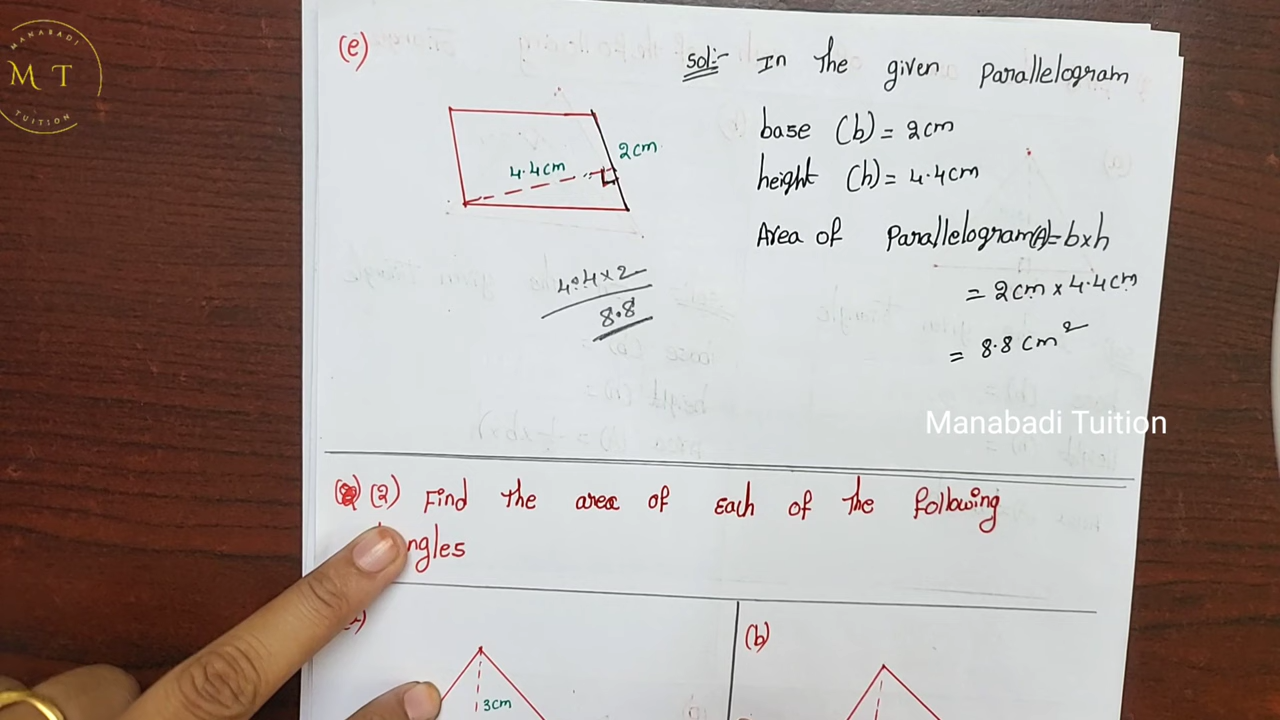 MANABADI
M T
TUITION
(e)
4.4cm
2cm
4.4×2
8.8
Sol:- In the given parallelogram
base (b) = 2cm
height (h) = 4.4cm
Area of parallelogram(A)= b×h
= 2cm × 4.4cm
= 8.8 cm²
Manabadi Tuition
(2) Find the area of each of the following
ngles
3cm
(b)